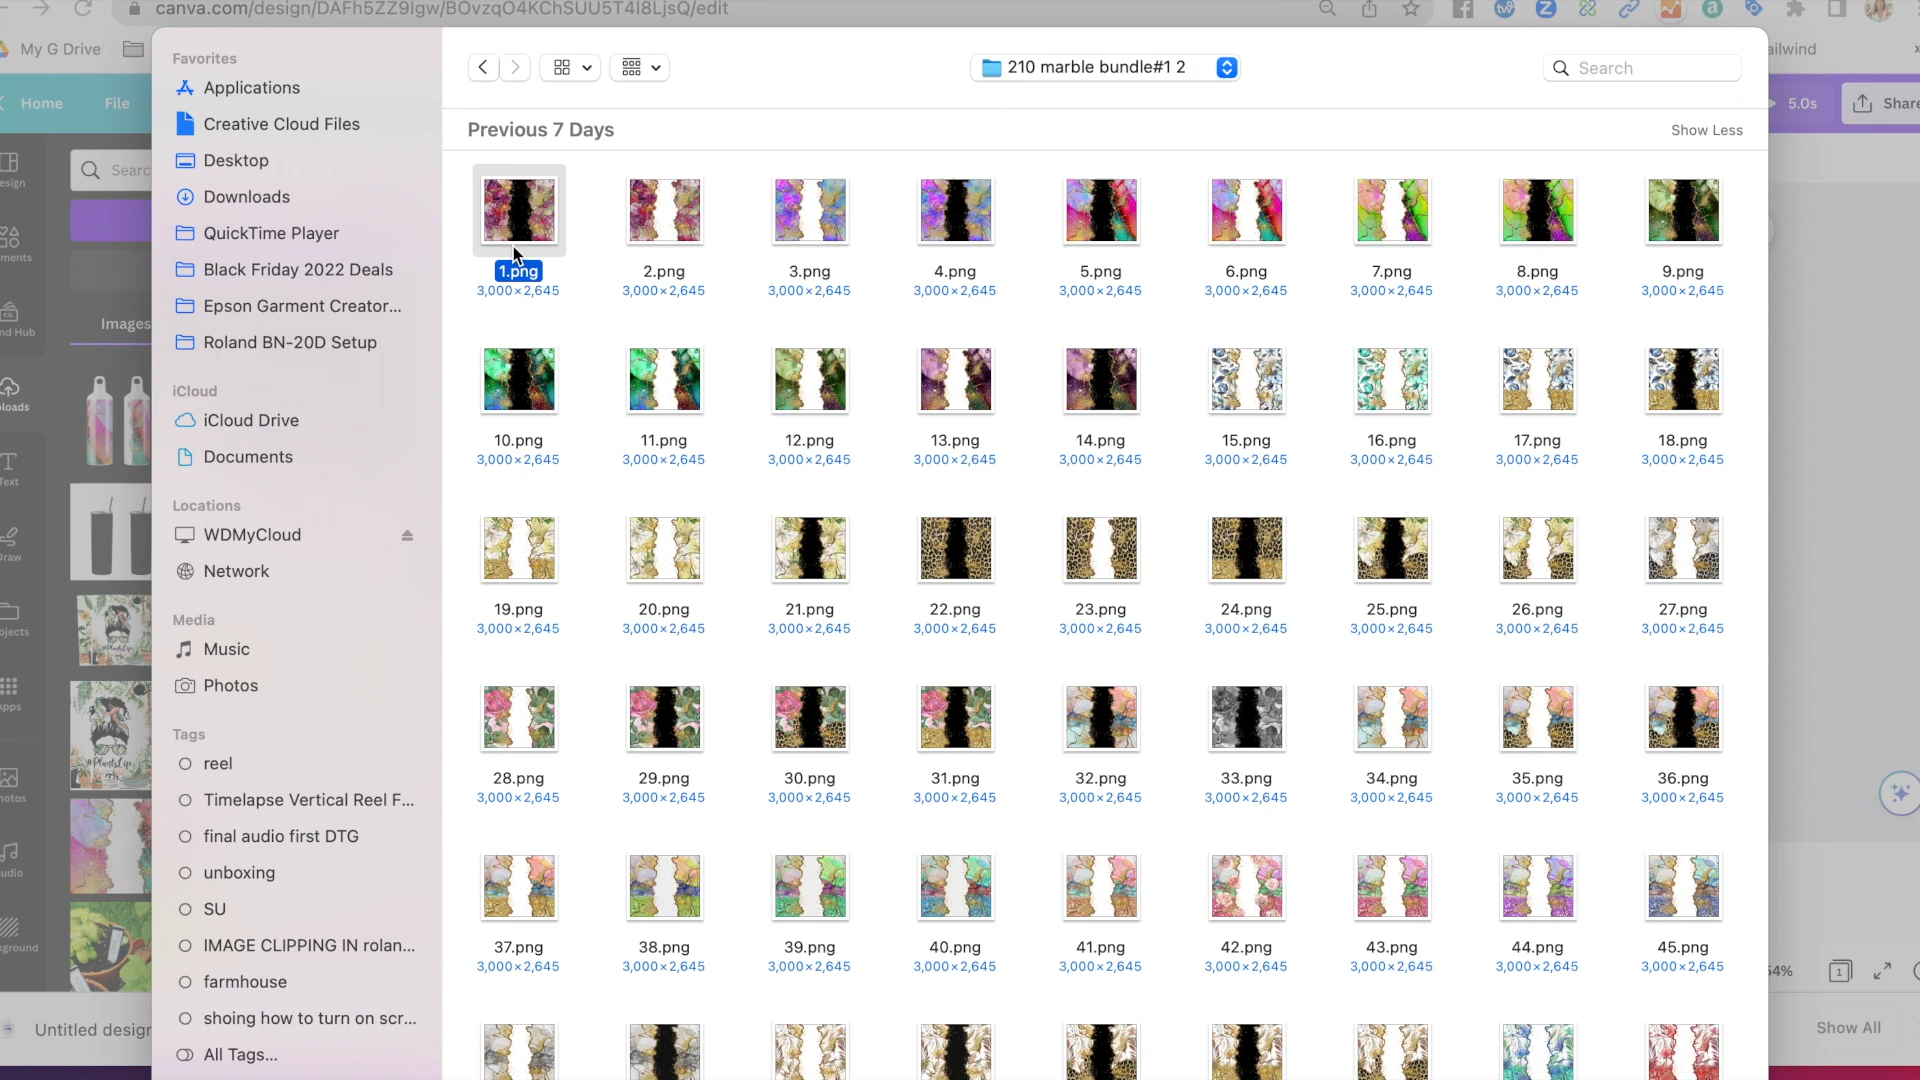 canva.com/design/DAFh5ZZ9lgw/BOvzqO4KChSUU5T4I8LjsQ/edit
My G Drive
ailwind
Home
File
5.0s
Share
Favorites
Applications
Creative Cloud Files
Desktop
Downloads
QuickTime Player
Black Friday 2022 Deals
Epson Garment Creator...
Roland BN-20D Setup
iCloud
iCloud Drive
Documents
Locations
WDMyCloud
Network
Media
Music
Photos
Tags
reel
Timelapse Vertical Reel F...
final audio first DTG
unboxing
SU
IMAGE CLIPPING IN rolan...
farmhouse
shoing how to turn on scr...
All Tags...
210 marble bundle#1 2
Search
Previous 7 Days
Show Less
1.png 2.png 3.png 4.png 5.png 6.png 7.png 8.png 9.png
3,000×2,645 3,000×2,645 3,000×2,645 3,000×2,645 3,000×2,645 3,000×2,645 3,000×2,645 3,000×2,645 3,000×2,645
10.png 11.png 12.png 13.png 14.png 15.png 16.png 17.png 18.png
3,000×2,645 3,000×2,645 3,000×2,645 3,000×2,645 3,000×2,645 3,000×2,645 3,000×2,645 3,000×2,645 3,000×2,645
19.png 20.png 21.png 22.png 23.png 24.png 25.png 26.png 27.png
3,000×2,645 3,000×2,645 3,000×2,645 3,000×2,645 3,000×2,645 3,000×2,645 3,000×2,645 3,000×2,645 3,000×2,645
28.png 29.png 30.png 31.png 32.png 33.png 34.png 35.png 36.png
3,000×2,645 3,000×2,645 3,000×2,645 3,000×2,645 3,000×2,645 3,000×2,645 3,000×2,645 3,000×2,645 3,000×2,645
37.png 38.png 39.png 40.png 41.png 42.png 43.png 44.png 45.png
3,000×2,645 3,000×2,645 3,000×2,645 3,000×2,645 3,000×2,645 3,000×2,645 3,000×2,645 3,000×2,645 3,000×2,645
esign
Searc
ments
nd Hub
Images
loads
Text
Draw
ojects
Apps
hotos
udio
kground
#PlantsLife
Untitled design
54%
1
Show All